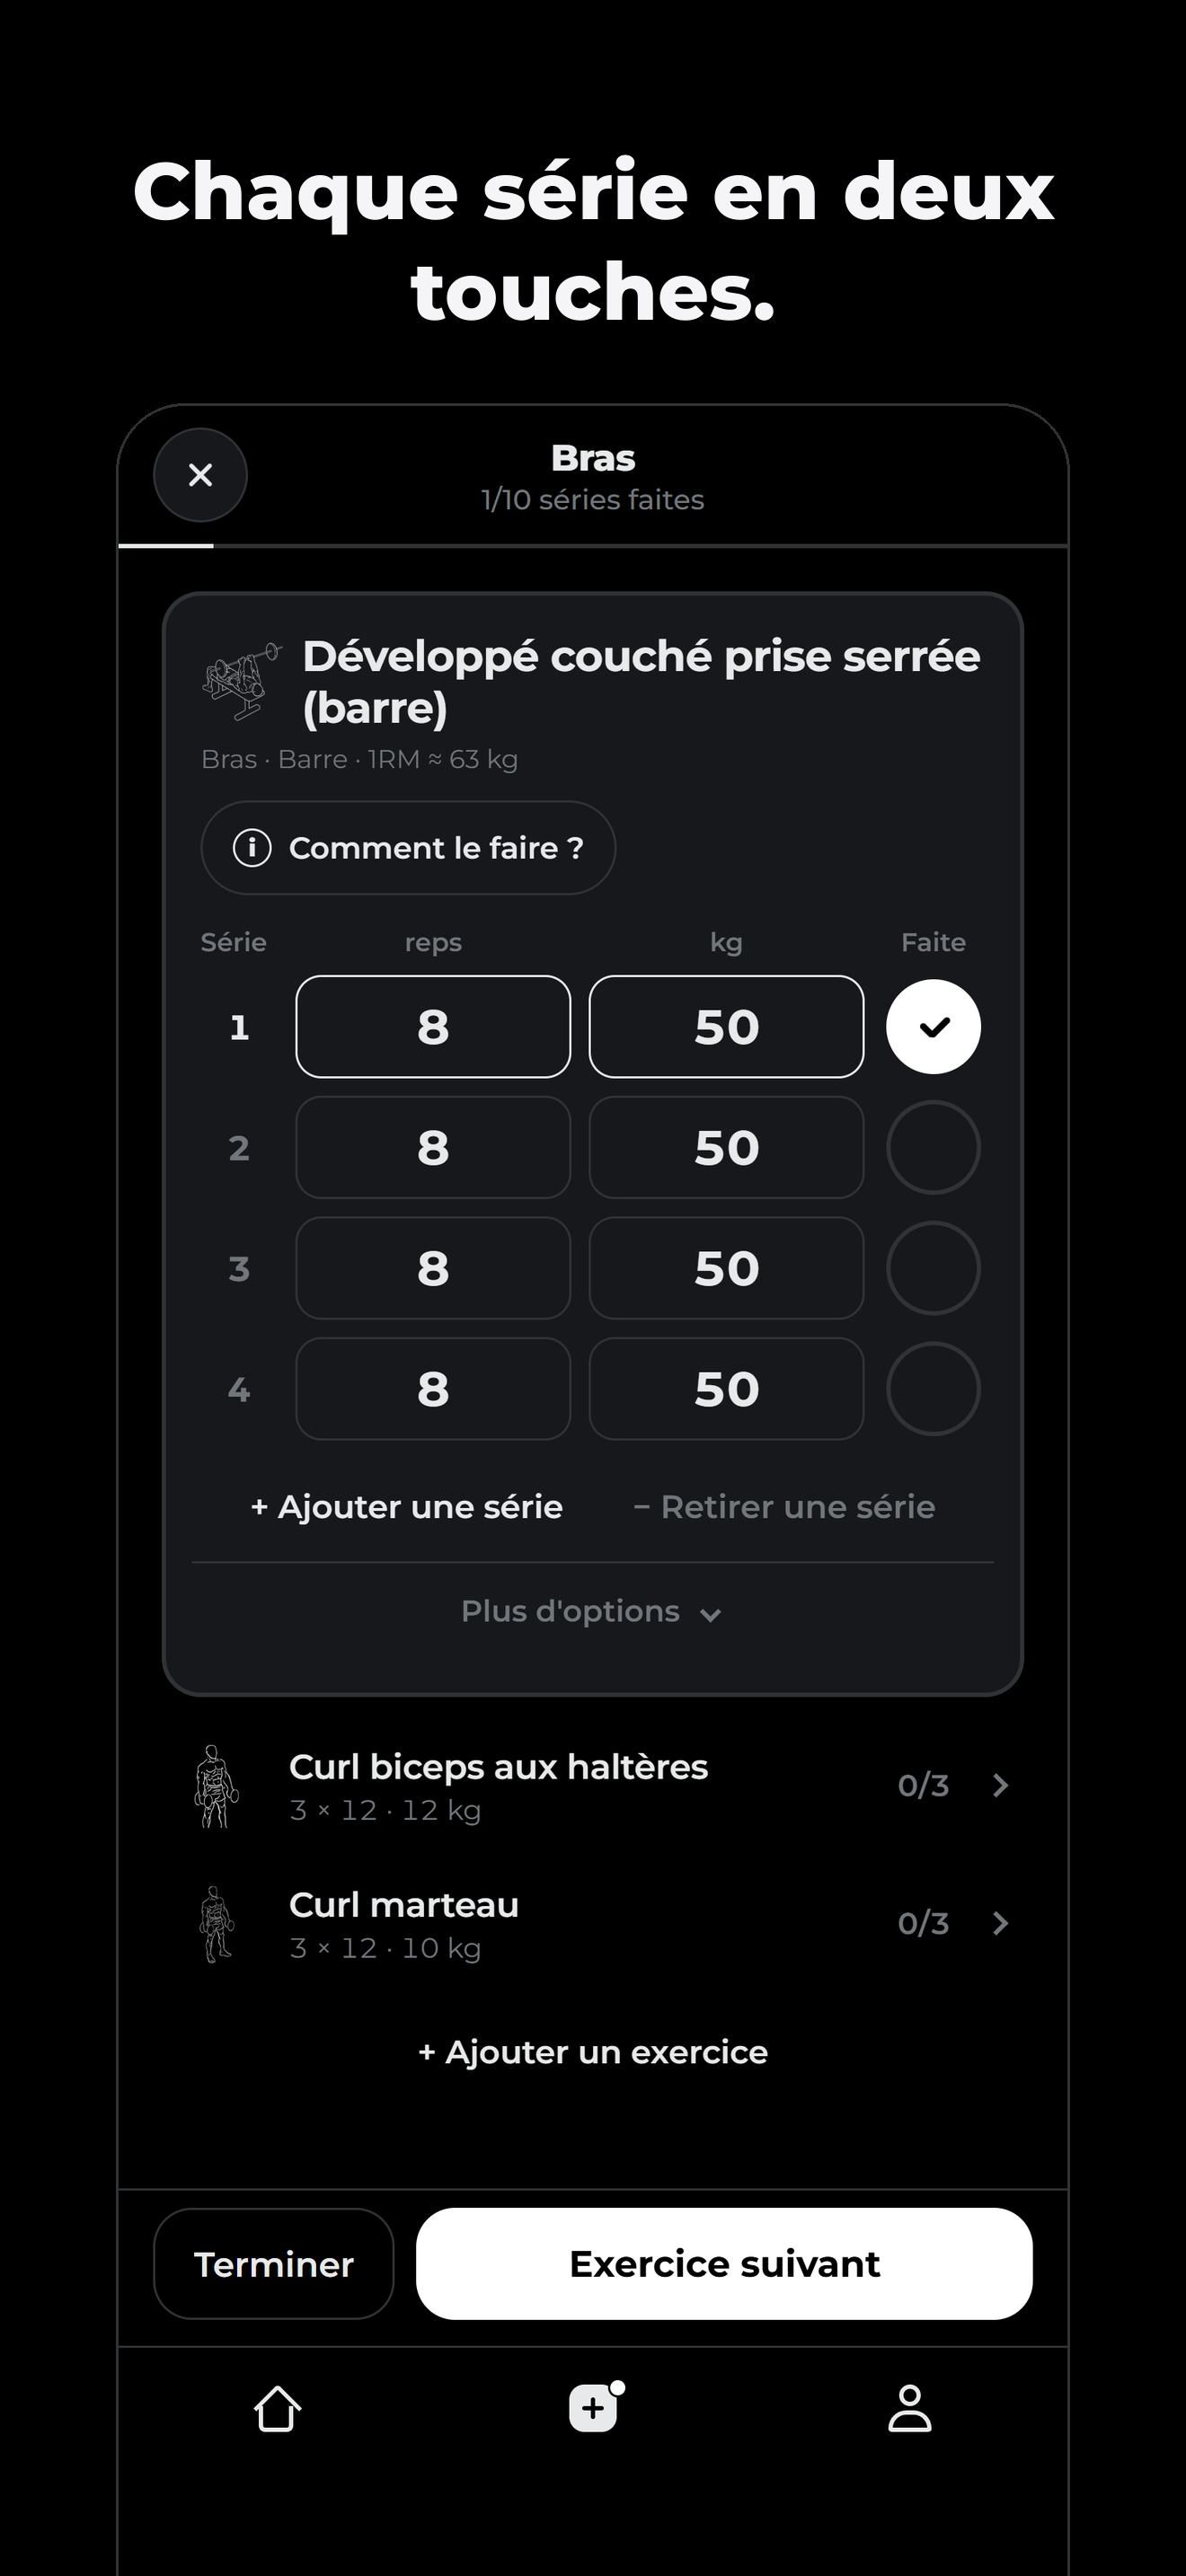 Chaque série en deux
touches.
Bras
1/10 séries faites
Développé couché prise serrée
(barre)
Bras · Barre · 1RM ≈ 63 kg
Comment le faire ?
Série reps kg Faite
1 8 50
2 8 50
3 8 50
4 8 50
+ Ajouter une série − Retirer une série
Plus d'options
Curl biceps aux haltères
3 × 12 · 12 kg
0/3
Curl marteau
3 × 12 · 10 kg
0/3
+ Ajouter un exercice
Terminer Exercice suivant